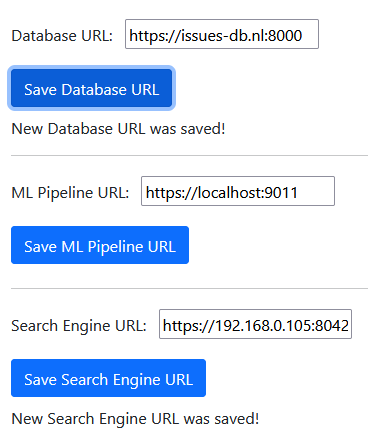 Database URL: https://issues-db.nl:8000
Save Database URL
New Database URL was saved!
ML Pipeline URL: https://localhost:9011
Save ML Pipeline URL
Search Engine URL: https://192.168.0.105:8042
Save Search Engine URL
New Search Engine URL was saved!